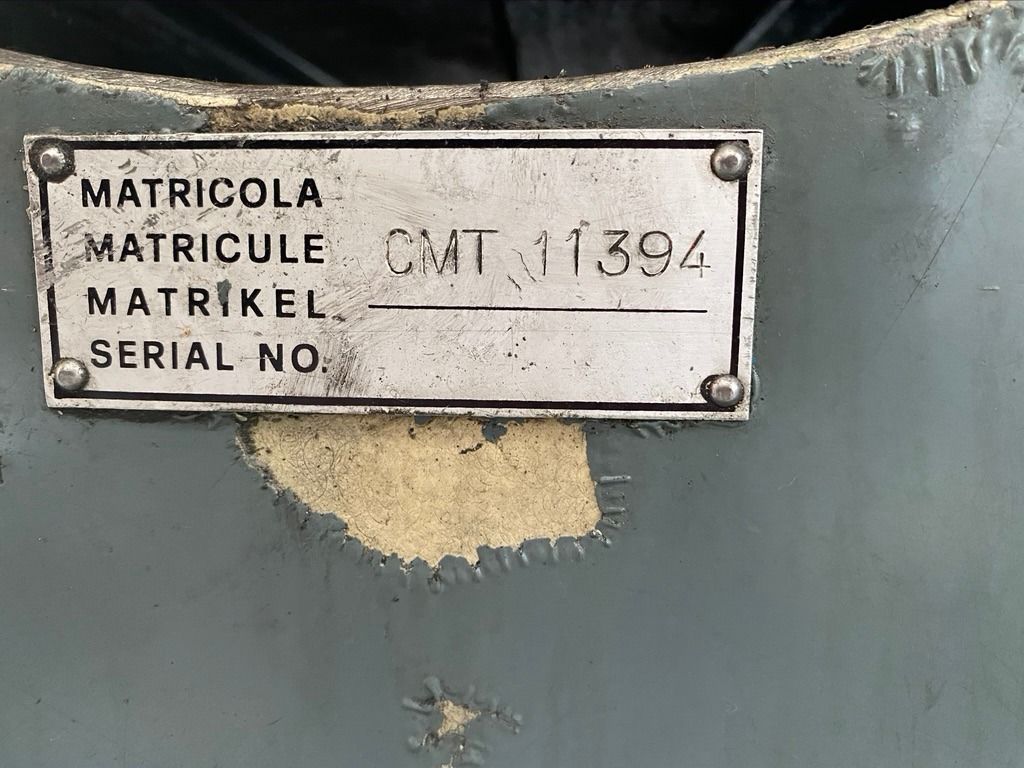 MATRICOLA
MATRICULE CMT 11394
MATRIKEL
SERIAL NO.